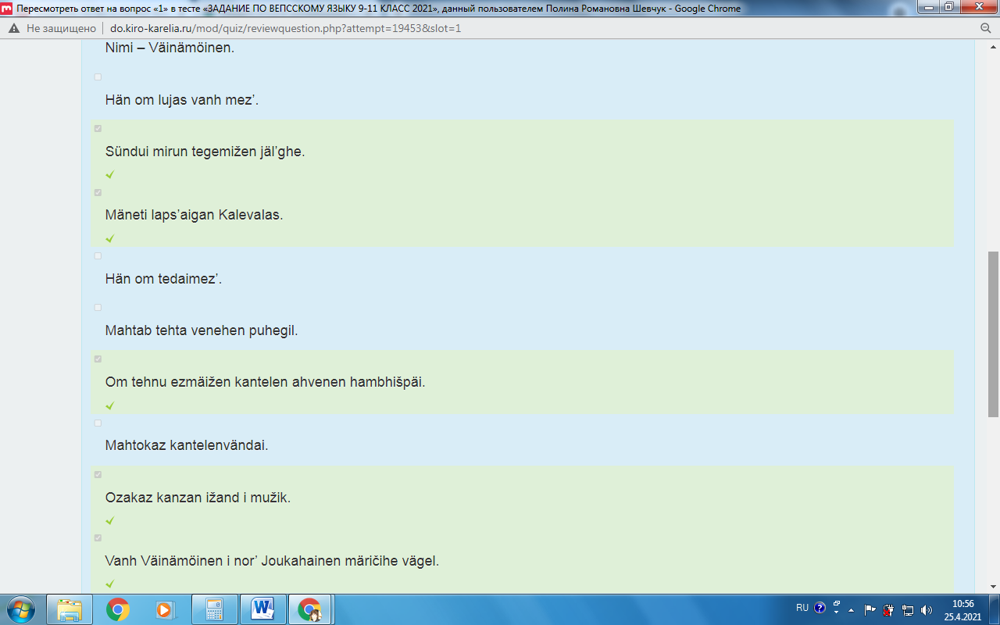 Пересмотреть ответ на вопрос «1» в тесте «ЗАДАНИЕ ПО ВЕПССКОМУ ЯЗЫКУ 9-11 КЛАСС 2021», данный пользователем Полина Романовна Шевчук - Google Chrome
Не защищено do.kiro-karelia.ru/mod/quiz/reviewquestion.php?attempt=19453&slot=1
Nimi – Väinämöinen.
Hän om lujas vanh mez’.
Sündui mirun tegemižen jäl’ghe.
Mäneti laps’aigan Kalevalas.
Hän om tedaimez’.
Mahtab tehta venehen puhegil.
Om tehnu ezmäižen kantelen ahvenen hambhišpäi.
Mahtokaz kantelenvändai.
Ozakaz kanzan ižand i mužik.
Vanh Väinämöinen i nor’ Joukahainen märičihe vägel.
RU
10:56
25.4.2021